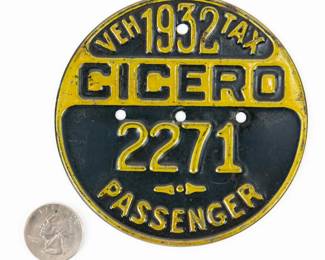 VEH 1932 TAX
CICERO
2271
PASSENGER